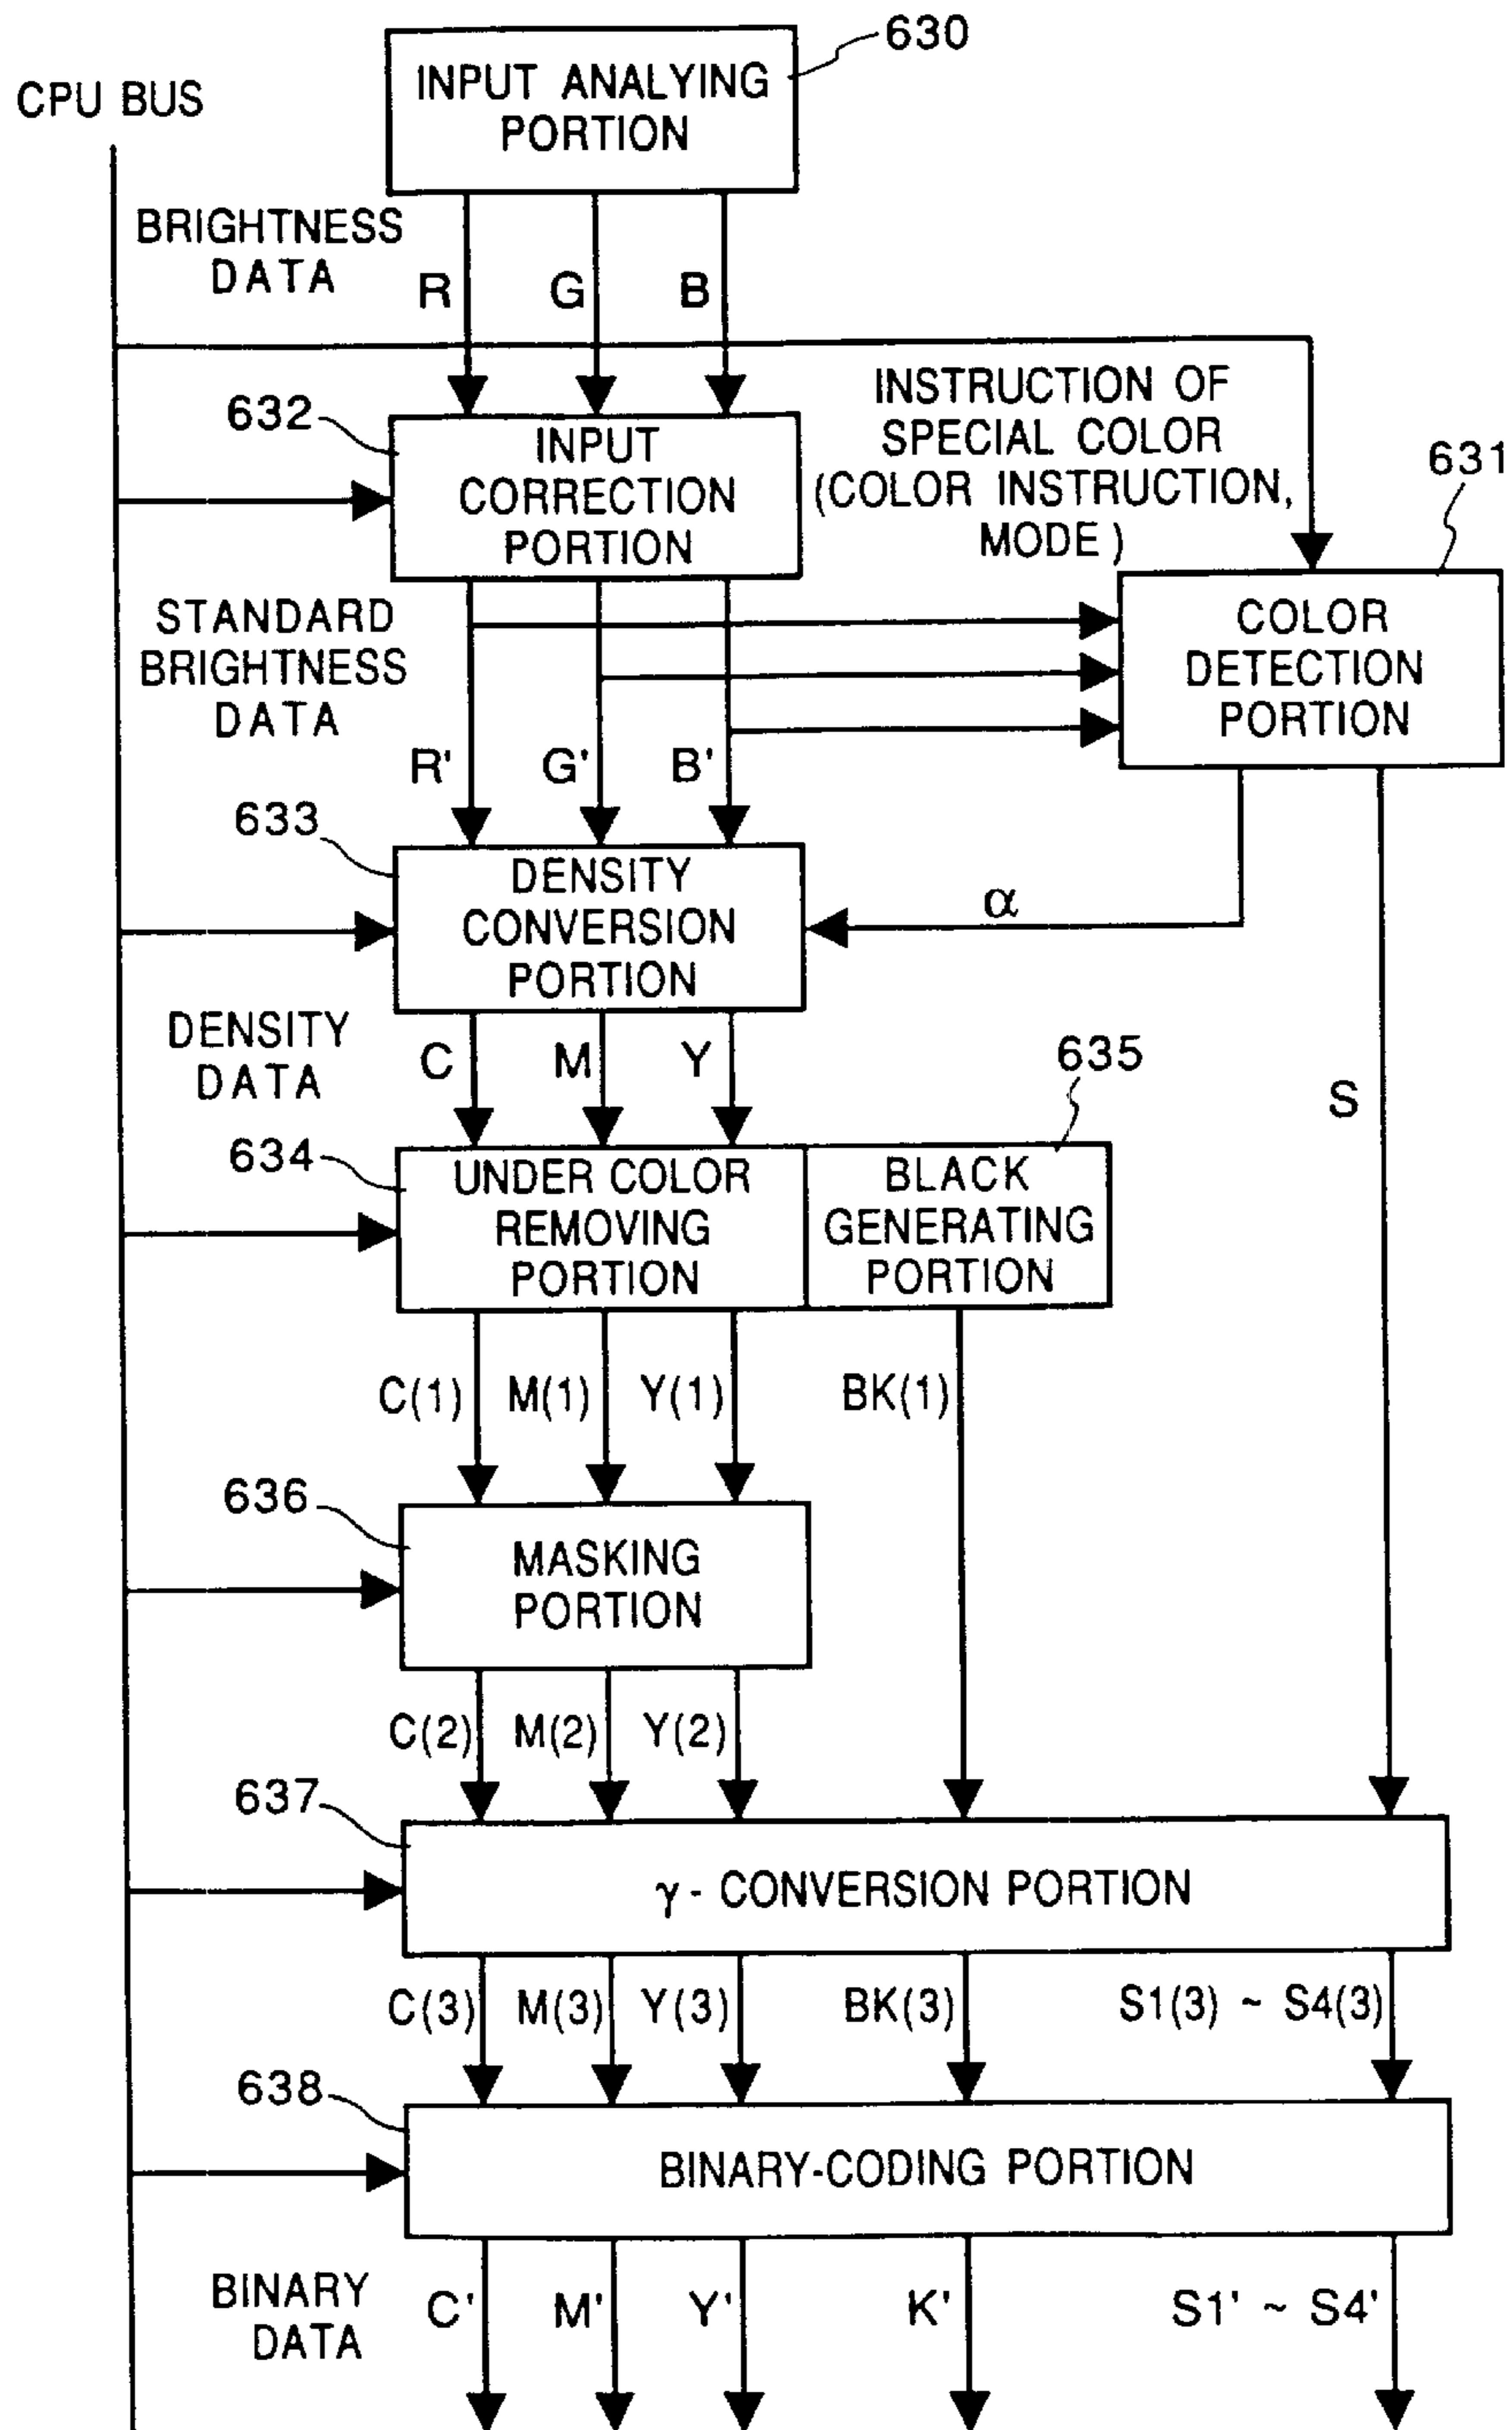 630
INPUT ANALYING
PORTION
CPU BUS
BRIGHTNESS
DATA
R G B
632
INPUT
CORRECTION
PORTION
INSTRUCTION OF
SPECIAL COLOR
(COLOR INSTRUCTION,
MODE)
631
COLOR
DETECTION
PORTION
STANDARD
BRIGHTNESS
DATA
R' G' B'
633
DENSITY
CONVERSION
PORTION
α
DENSITY
DATA
C M Y
635
S
634
UNDER COLOR
REMOVING
PORTION
BLACK
GENERATING
PORTION
C(1) M(1) Y(1) BK(1)
636
MASKING
PORTION
C(2) M(2) Y(2)
637
γ - CONVERSION PORTION
C(3) M(3) Y(3) BK(3) S1(3) ~ S4(3)
638
BINARY-CODING PORTION
BINARY
DATA
C' M' Y' K' S1' ~ S4'